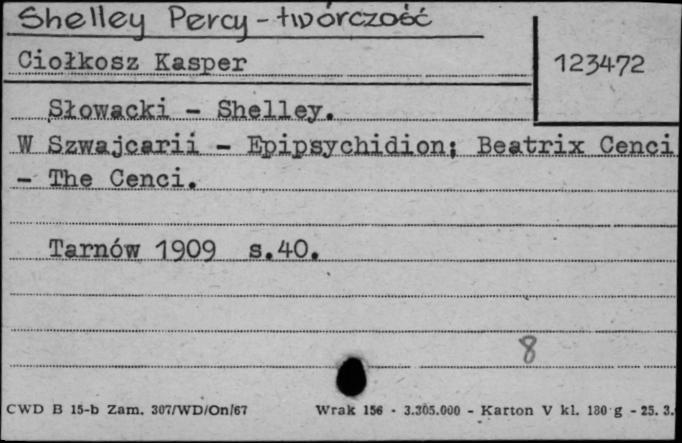 Shelley Percy - twórczość
Ciołkosz Kasper
123472
Słowacki - Shelley.
W Szwajcarii - Epipsychidion; Beatrix Cenci
- The Cenci.
Tarnów 1909 s.40.
8
CWD B 15-b Zam. 307/WD/On/67 Wrak 156 - 3.305.000 - Karton V kl. 180 g - 25. 3.